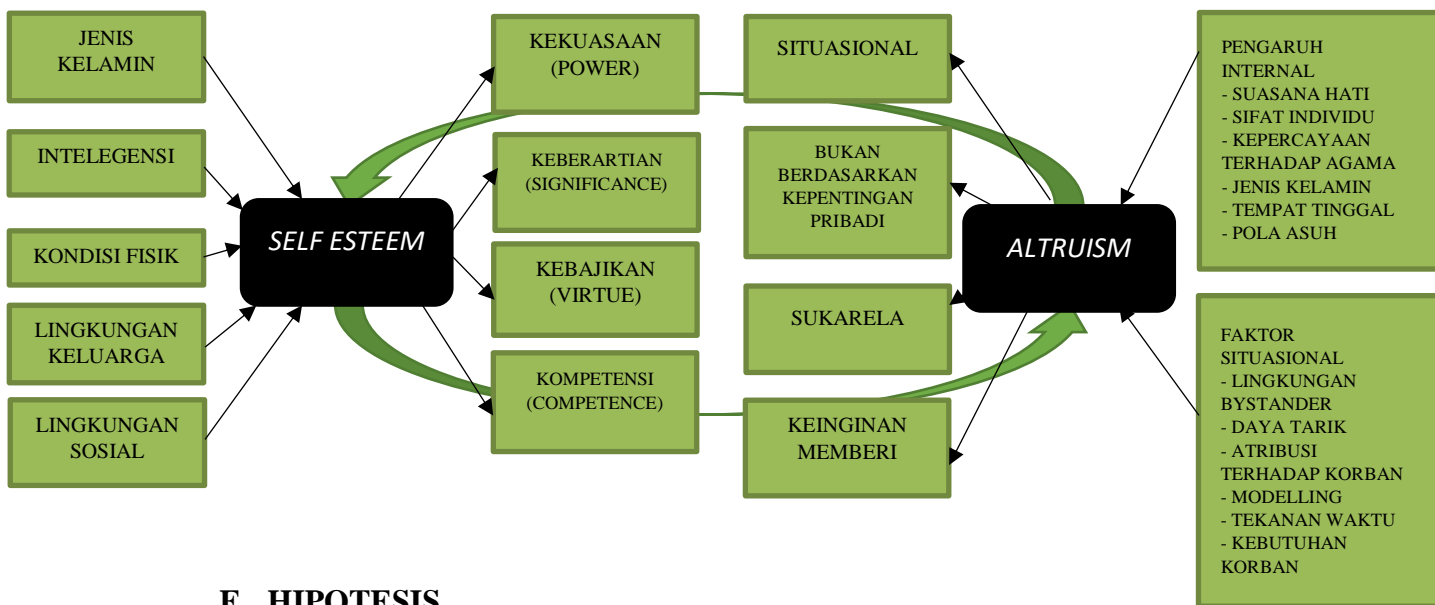 JENIS
KELAMIN
INTELEGENSI
KONDISI FISIK
LINGKUNGAN
KELUARGA
LINGKUNGAN
SOSIAL
SELF ESTEEM
KEKUASAAN
(POWER)
KEBERARTIAN
(SIGNIFICANCE)
KEBAJIKAN
(VIRTUE)
KOMPETENSI
(COMPETENCE)
SITUASIONAL
BUKAN
BERDASARKAN
KEPENTINGAN
PRIBADI
SUKARELA
KEINGINAN
MEMBERI
ALTRUISM
PENGARUH
INTERNAL
- SUASANA HATI
- SIFAT INDIVIDU
- KEPERCAYAAN
TERHADAP AGAMA
- JENIS KELAMIN
- TEMPAT TINGGAL
- POLA ASUH
FAKTOR
SITUASIONAL
- LINGKUNGAN
BYSTANDER
- DAYA TARIK
- ATRIBUSI
TERHADAP KORBAN
- MODELLING
- TEKANAN WAKTU
- KEBUTUHAN
KORBAN
HIPOTESIS